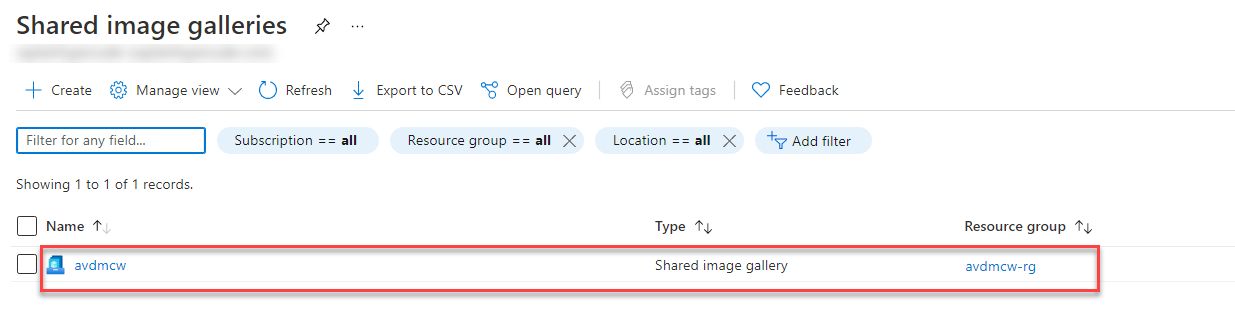 Shared image galleries ...
Create Manage view Refresh Export to CSV Open query Assign tags Feedback
Filter for any field... Subscription == all Resource group == all Location == all Add filter
Showing 1 to 1 of 1 records.
Name Type Resource group
avdmcw Shared image gallery avdmcw-rg